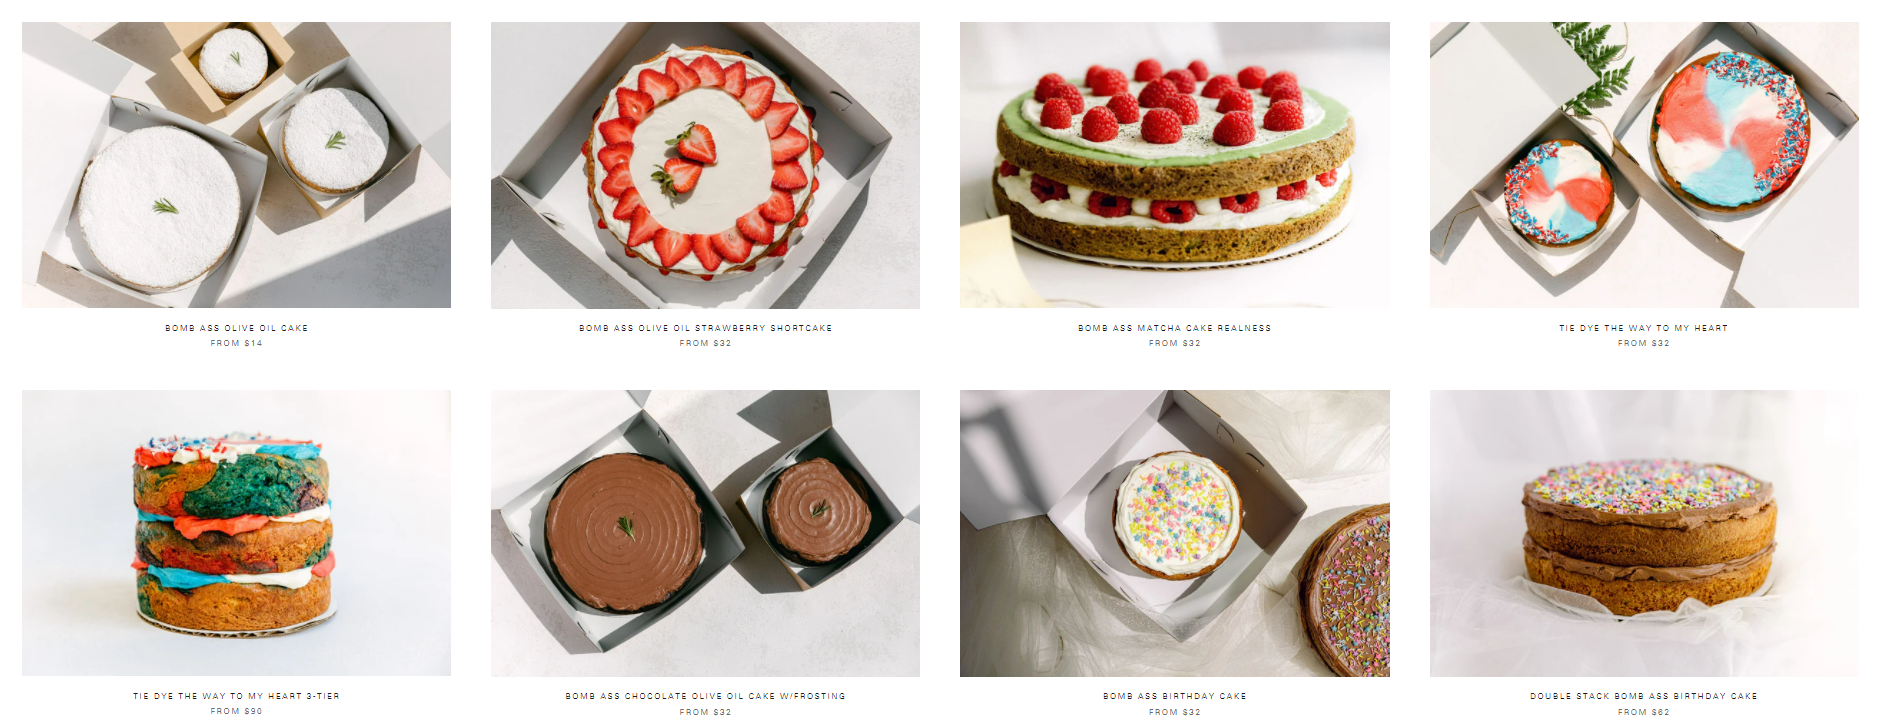 BOMB ASS OLIVE OIL CAKE
FROM $14
BOMB ASS OLIVE OIL STRAWBERRY SHORTCAKE
FROM $32
BOMB ASS MATCHA CAKE REALNESS
FROM $32
TIE DYE THE WAY TO MY HEART
FROM $32
TIE DYE THE WAY TO MY HEART 3-TIER
FROM $90
BOMB ASS CHOCOLATE OLIVE OIL CAKE W/FROSTING
FROM $32
BOMB ASS BIRTHDAY CAKE
FROM $32
DOUBLE STACK BOMB ASS BIRTHDAY CAKE
FROM $62